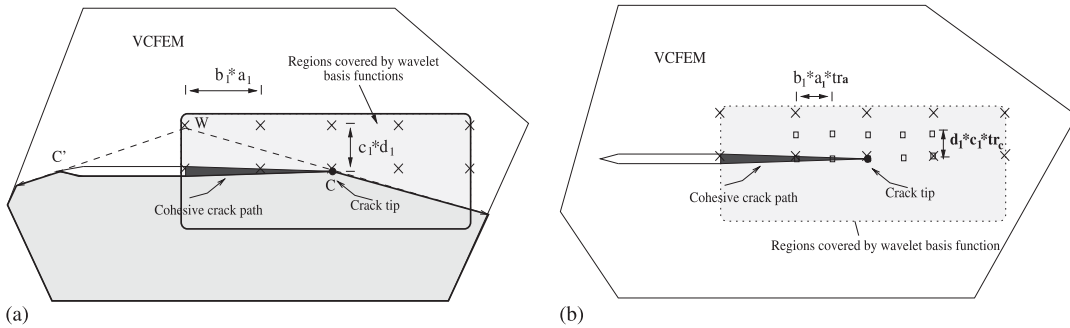 VCFEM
b₁*a₁
Regions covered by wavelet
basis functions
W
c₁*d₁
C'
C
Cohesive crack path
Crack tip
(a)
VCFEM
b₁*a₁*trₐ
d₁*c₁*tr_c
Cohesive crack path
Crack tip
Regions covered by wavelet basis function
(b)